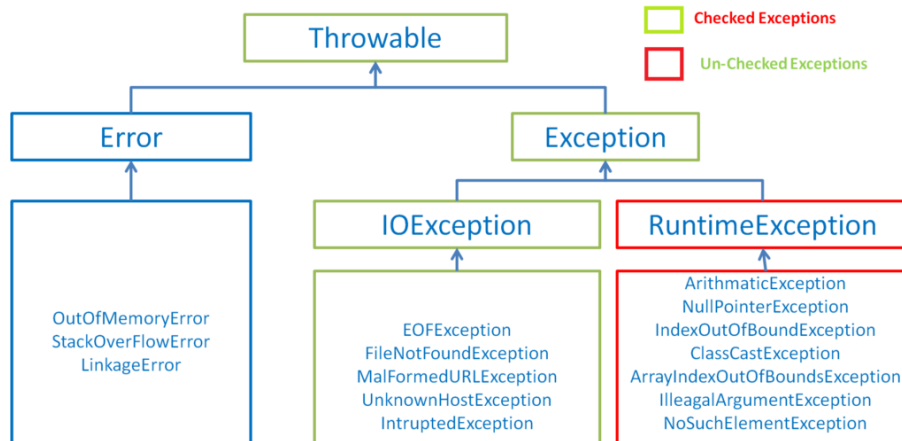 Throwable
Checked Exceptions
Un-Checked Exceptions
Error
Exception
IOException
RuntimeException
OutOfMemoryError
StackOverFlowError
LinkageError
EOFException
FileNotFoundException
MalFormedURLException
UnknownHostException
IntruptedException
ArithmaticException
NullPointerException
IndexOutOfBoundException
ClassCastException
ArrayIndexOutOfBoundsException
IlleagalArgumentException
NoSuchElementException